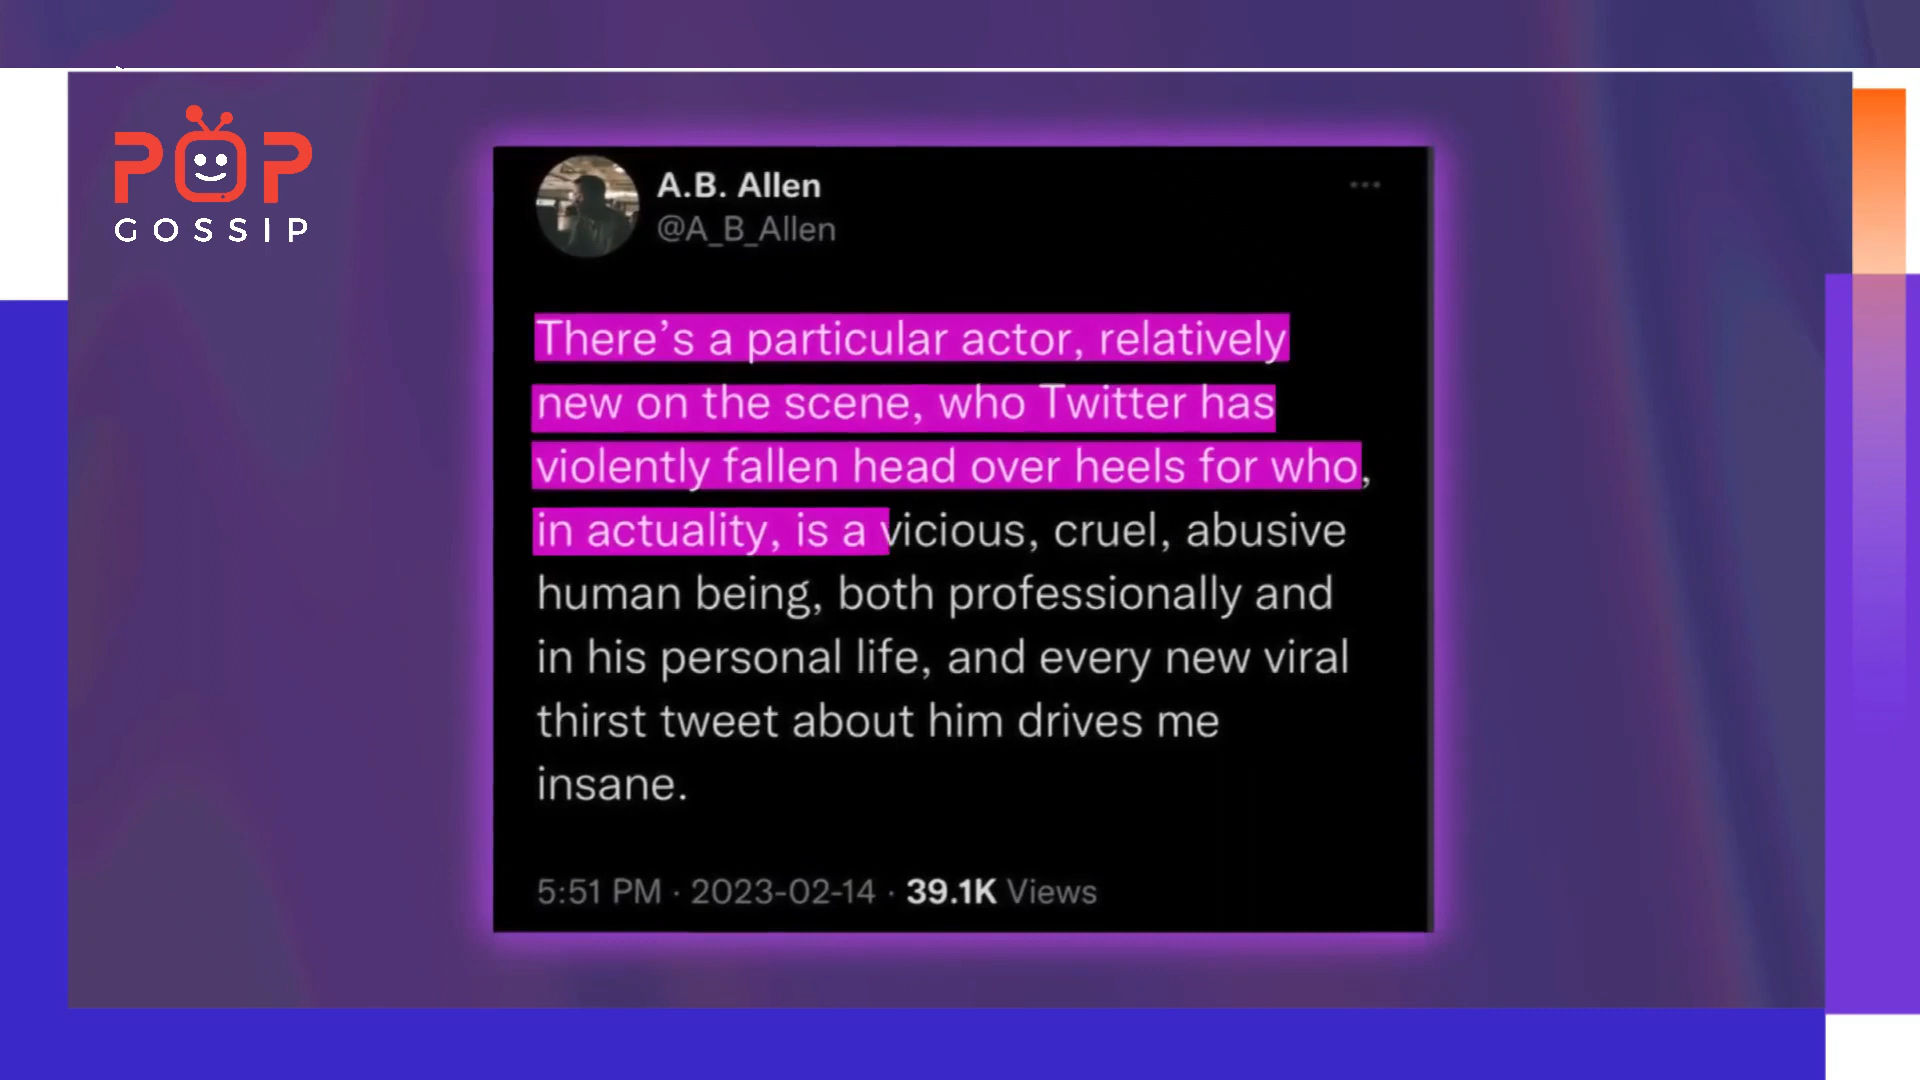 POP
GOSSIP
A.B. Allen
@A_B_Allen
There’s a particular actor, relatively
new on the scene, who Twitter has
violently fallen head over heels for who,
in actuality, is a vicious, cruel, abusive
human being, both professionally and
in his personal life, and every new viral
thirst tweet about him drives me
insane.
5:51 PM · 2023-02-14 · 39.1K Views